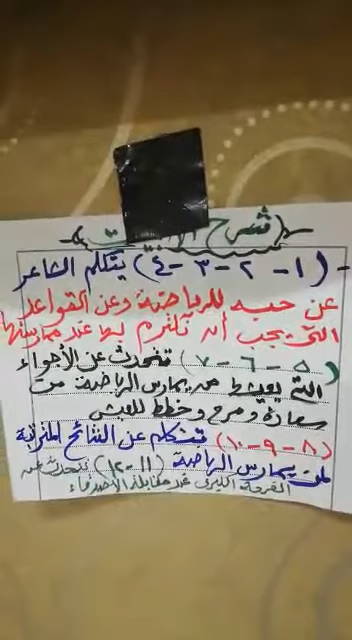 شرح الأبيات
- (١- ٢- ٣- ٤) يتكلم الشاعر
عن حبه للرياضة وعن القواعد
التي يجب أن نلتزم بها عند ممارستها
(٥- ٦- ٧) تتحدث عن الأجواء
التي يعيشها من يمارس الرياضة من
سعادة ومرح وخطط للعيش
(٨- ٩- ١٠) تتكلم عن النتائج المترتبة
لمن يمارس الرياضة (١١- ١٢) تتحدث عن
الفرحة الكبرى عند مقابلة الأصدقاء